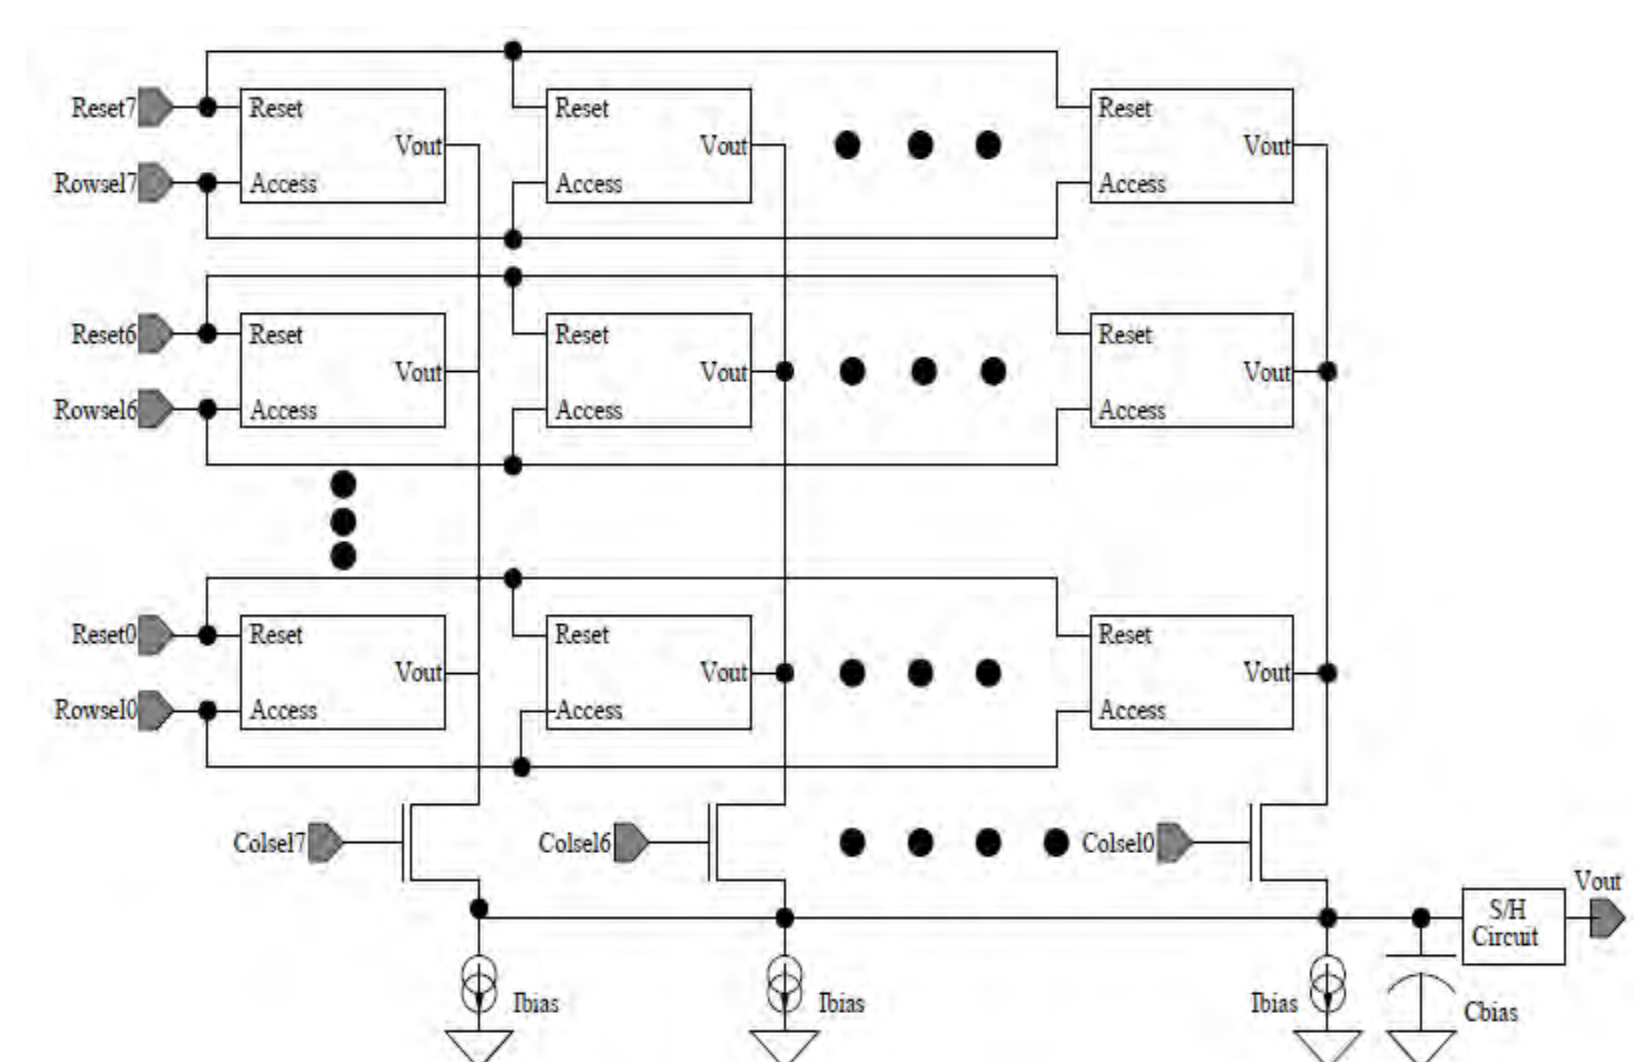 Reset7
Reset
Reset
Reset
Vout
Vout
Vout
Rowsel7
Access
Access
Access
Reset6
Reset
Reset
Reset
Vout
Vout
Vout
Rowsel6
Access
Access
Access
Reset0
Reset
Reset
Reset
Vout
Vout
Vout
Rowsel0
Access
Access
Access
Colsel7
Colsel6
Colsel0
Vout
S/H
Circuit
Ibias
Ibias
Ibias
Cbias